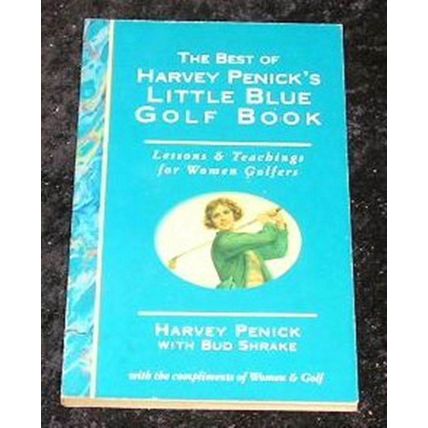 THE BEST OF
HARVEY PENICK'S
LITTLE BLUE
GOLF BOOK
Lessons & Teachings
for Women Golfers
HARVEY PENICK
WITH BUD SHRAKE
with the compliments of Women & Golf